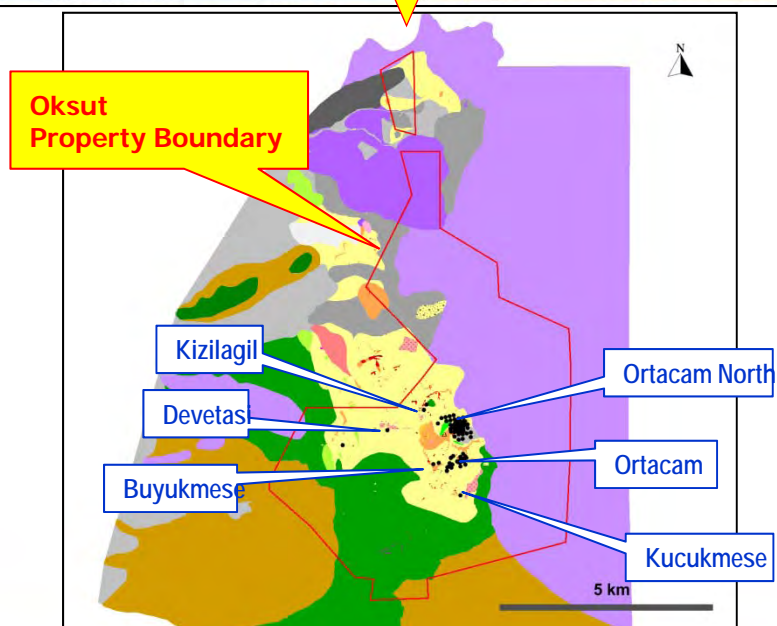 N
Oksut
Property Boundary
Kizilagil
Ortacam North
Devetasi
Ortacam
Buyukmese
Kucukmese
5 km